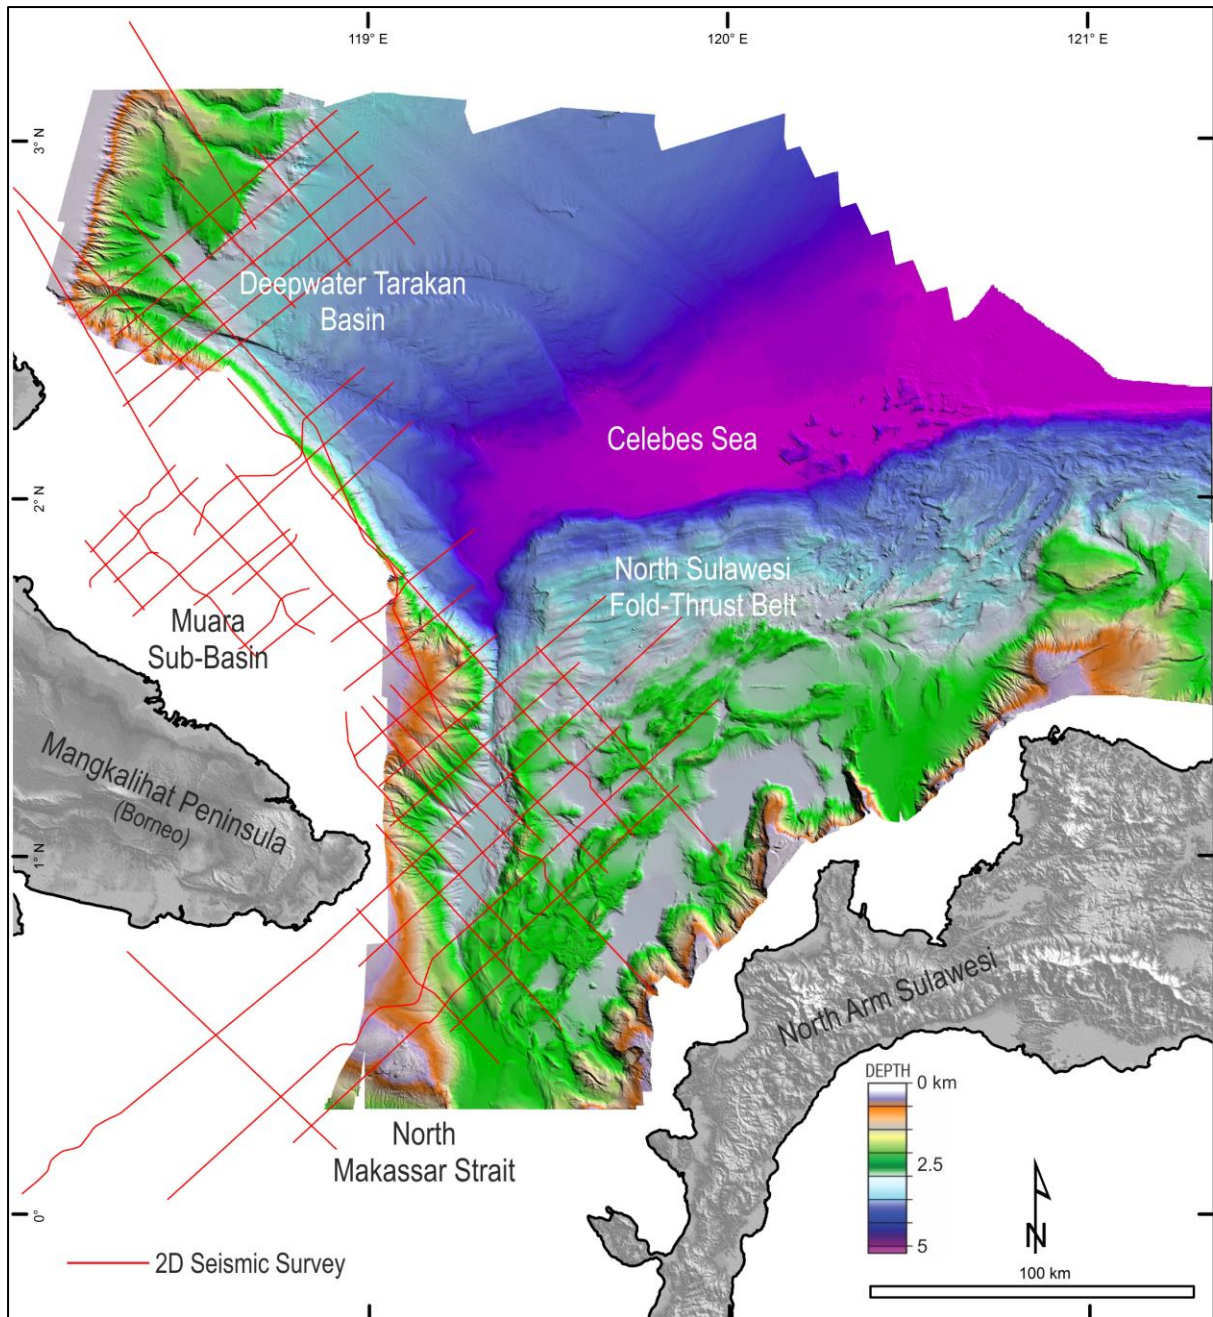 119° E
120° E
121° E
3° N
Deepwater Tarakan
Basin
Celebes Sea
2° N
North Sulawesi
Fold-Thrust Belt
Muara
Sub-Basin
Mangkalihat Peninsula
(Borneo)
1° N
North Arm Sulawesi
DEPTH
0 km
2.5
5
North
Makassar Strait
N
0°
2D Seismic Survey
100 km